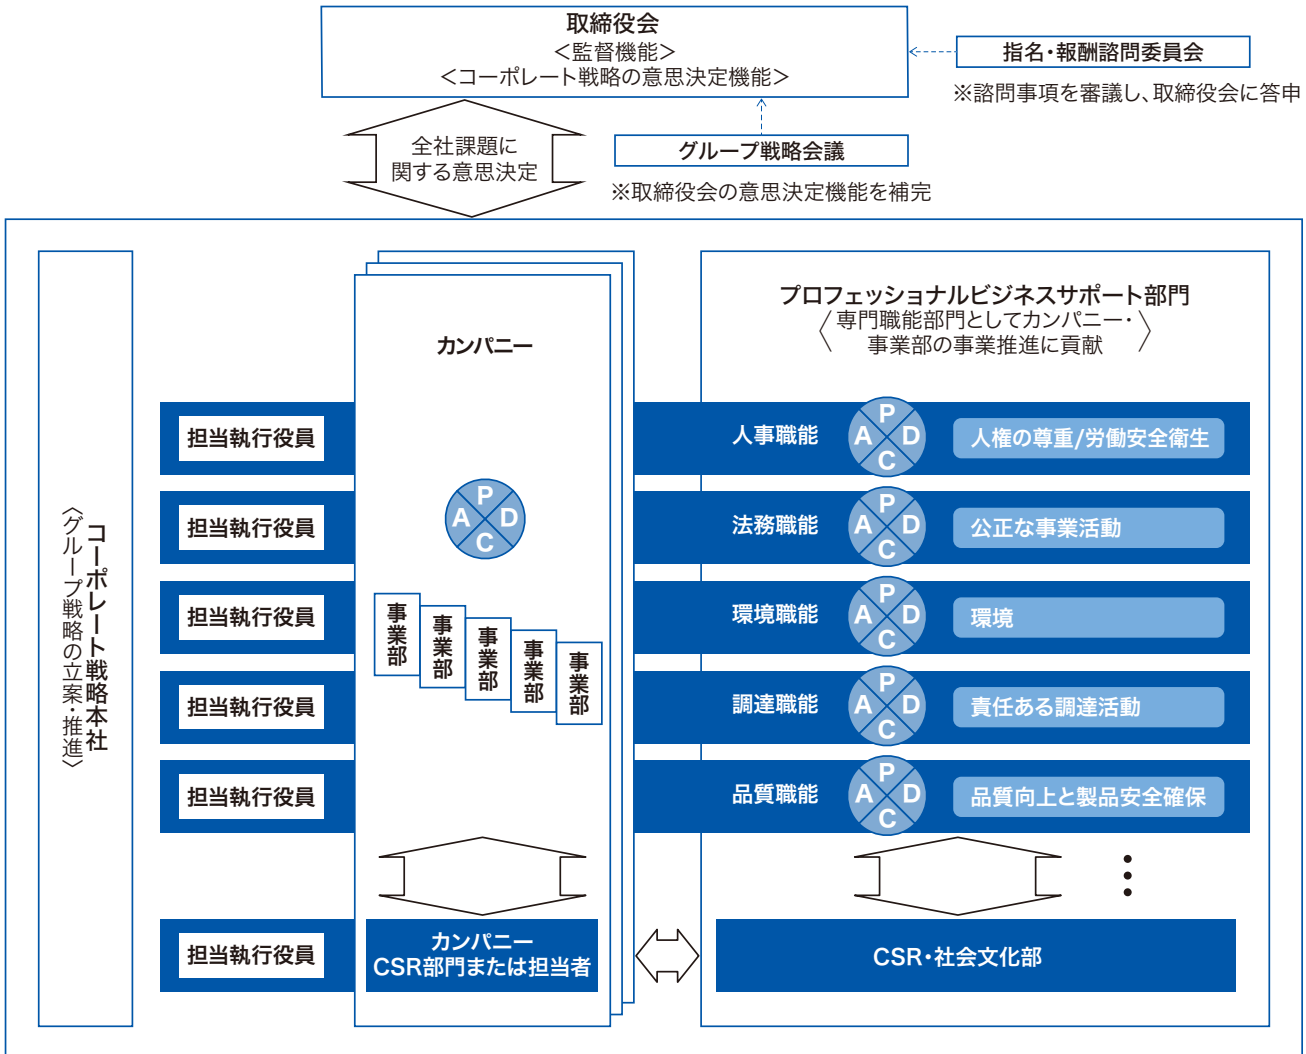 取締役会
＜監督機能＞
＜コーポレート戦略の意思決定機能＞
指名・報酬諮問委員会
※諮問事項を審議し、取締役会に答申
全社課題に
関する意思決定
グループ戦略会議
※取締役会の意思決定機能を補完
コーポレート戦略本社
〈グループ戦略の立案・推進〉
カンパニー
プロフェッショナルビジネスサポート部門
〈専門職能部門としてカンパニー・
事業部の事業推進に貢献〉
担当執行役員
人事職能
P
A D
C
人権の尊重/労働安全衛生
P
A D
C
担当執行役員
法務職能
P
A D
C
公正な事業活動
担当執行役員
事業部
事業部
事業部
事業部
事業部
環境職能
P
A D
C
環境
担当執行役員
調達職能
P
A D
C
責任ある調達活動
担当執行役員
品質職能
P
A D
C
品質向上と製品安全確保
担当執行役員
カンパニー
CSR部門または担当者
CSR・社会文化部